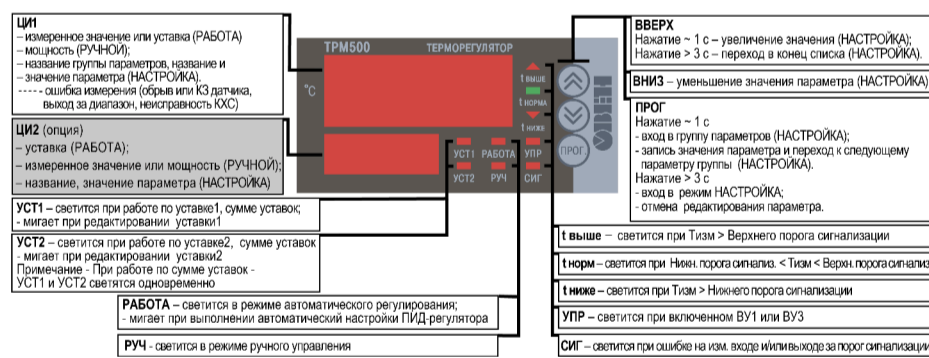 ЦИ1
– измеренное значение или уставка (РАБОТА)
– мощность (РУЧНОЙ);
– название группы параметров, название и
– значение параметра (НАСТРОЙКА).
- - - - - ошибка измерения (обрыв или КЗ датчика,
выход за диапазон, неисправность КХС)
ЦИ2 (опция)
– уставка (РАБОТА);
– измеренное значение или мощность (РУЧНОЙ);
– название, значение параметра (НАСТРОЙКА)
УСТ1 – светится при работе по уставке1, сумме уставок;
- мигает при редактировании уставки1
УСТ2 – светится при работе по уставке2, сумме уставок
- мигает при редактировании уставки2
Примечание - При работе по сумме уставок -
УСТ1 и УСТ2 светятся одновременно
РАБОТА – светится в режиме автоматического регулирования;
- мигает при выполнении автоматический настройки ПИД-регулятора
РУЧ - светится в режиме ручного управления
ТРМ500 ТЕРМОРЕГУЛЯТОР
°C
t ВЫШЕ
t НОРМА
t НИЖЕ
УСТ1 РАБОТА УПР
УСТ2 РУЧ СИГ
ПРОГ.
ОВЕН
ВВЕРХ
Нажатие ~ 1 с – увеличение значения (НАСТРОЙКА);
Нажатие > 3 с – переход в конец списка (НАСТРОЙКА).
ВНИЗ – уменьшение значения параметра (НАСТРОЙКА)
ПРОГ
Нажатие ~ 1 с
- вход в группу параметров (НАСТРОЙКА);
- запись значения параметра и переход к следующему
параметру группы (НАСТРОЙКА).
Нажатие > 3 с
- вход в режим НАСТРОЙКА;
- отмена редактирования параметра.
t выше – светится при Тизм > Верхнего порога сигнализации
t норм – светится при Нижн. порога сигнализ. < Тизм < Верхн. порога сигнализ
t ниже – светится при Тизм > Нижнего порога сигнализации
УПР – светится при включенном ВУ1 или ВУ3
СИГ – светится при ошибке на изм. входе и/или выходе за порог сигнализации